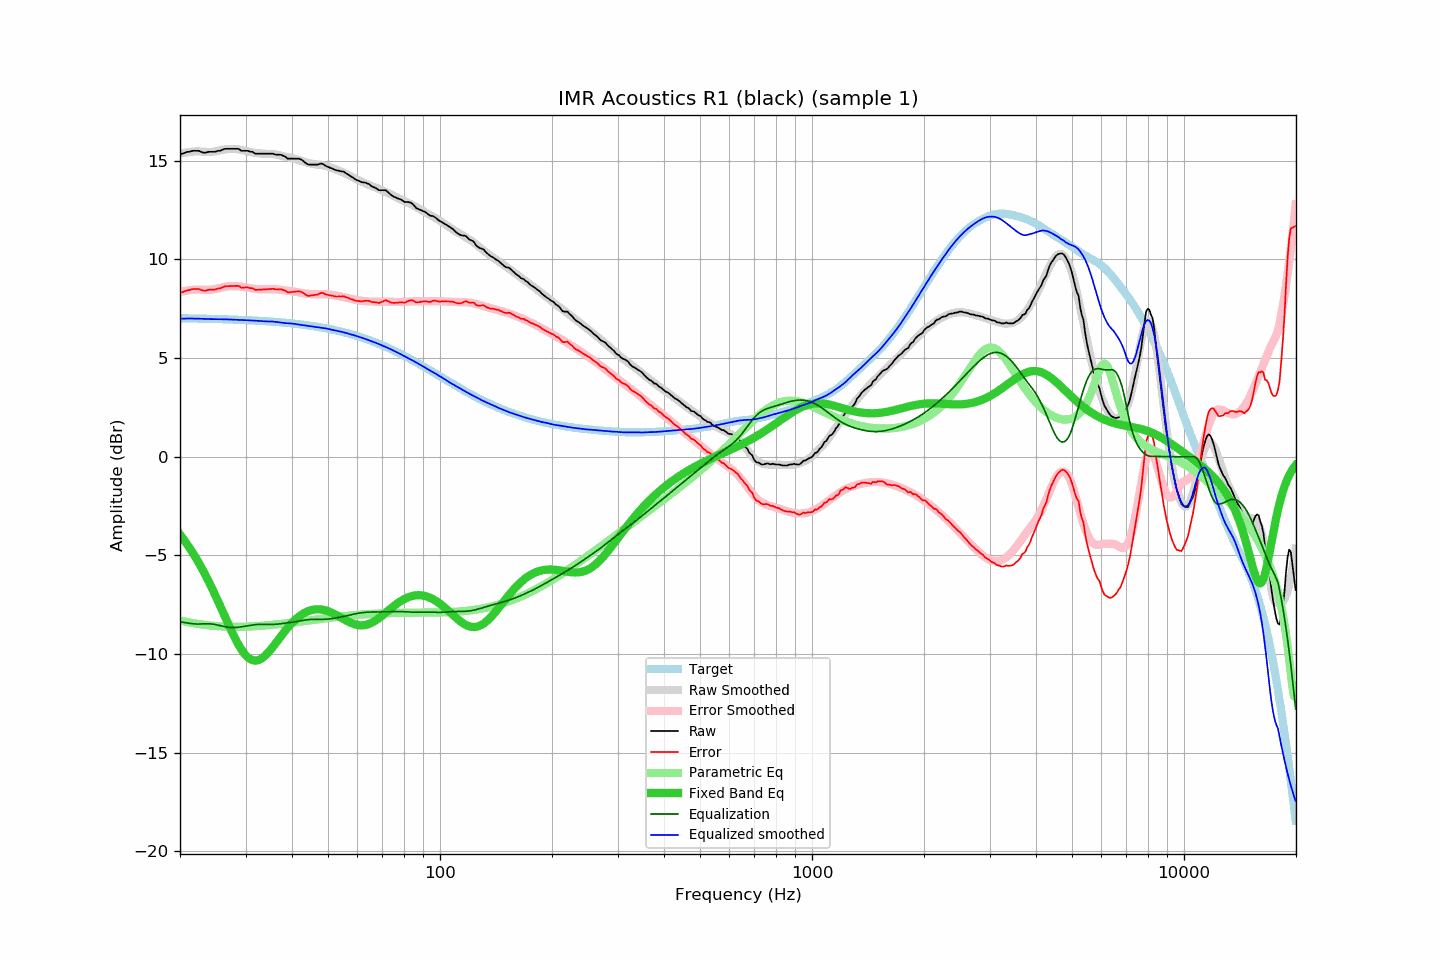 IMR Acoustics R1 (black) (sample 1)
Amplitude (dBr)
15
10
5
0
−5
−10
−15
−20
Target
Raw Smoothed
Error Smoothed
Raw
Error
Parametric Eq
Fixed Band Eq
Equalization
Equalized smoothed
100
1000
10000
Frequency (Hz)